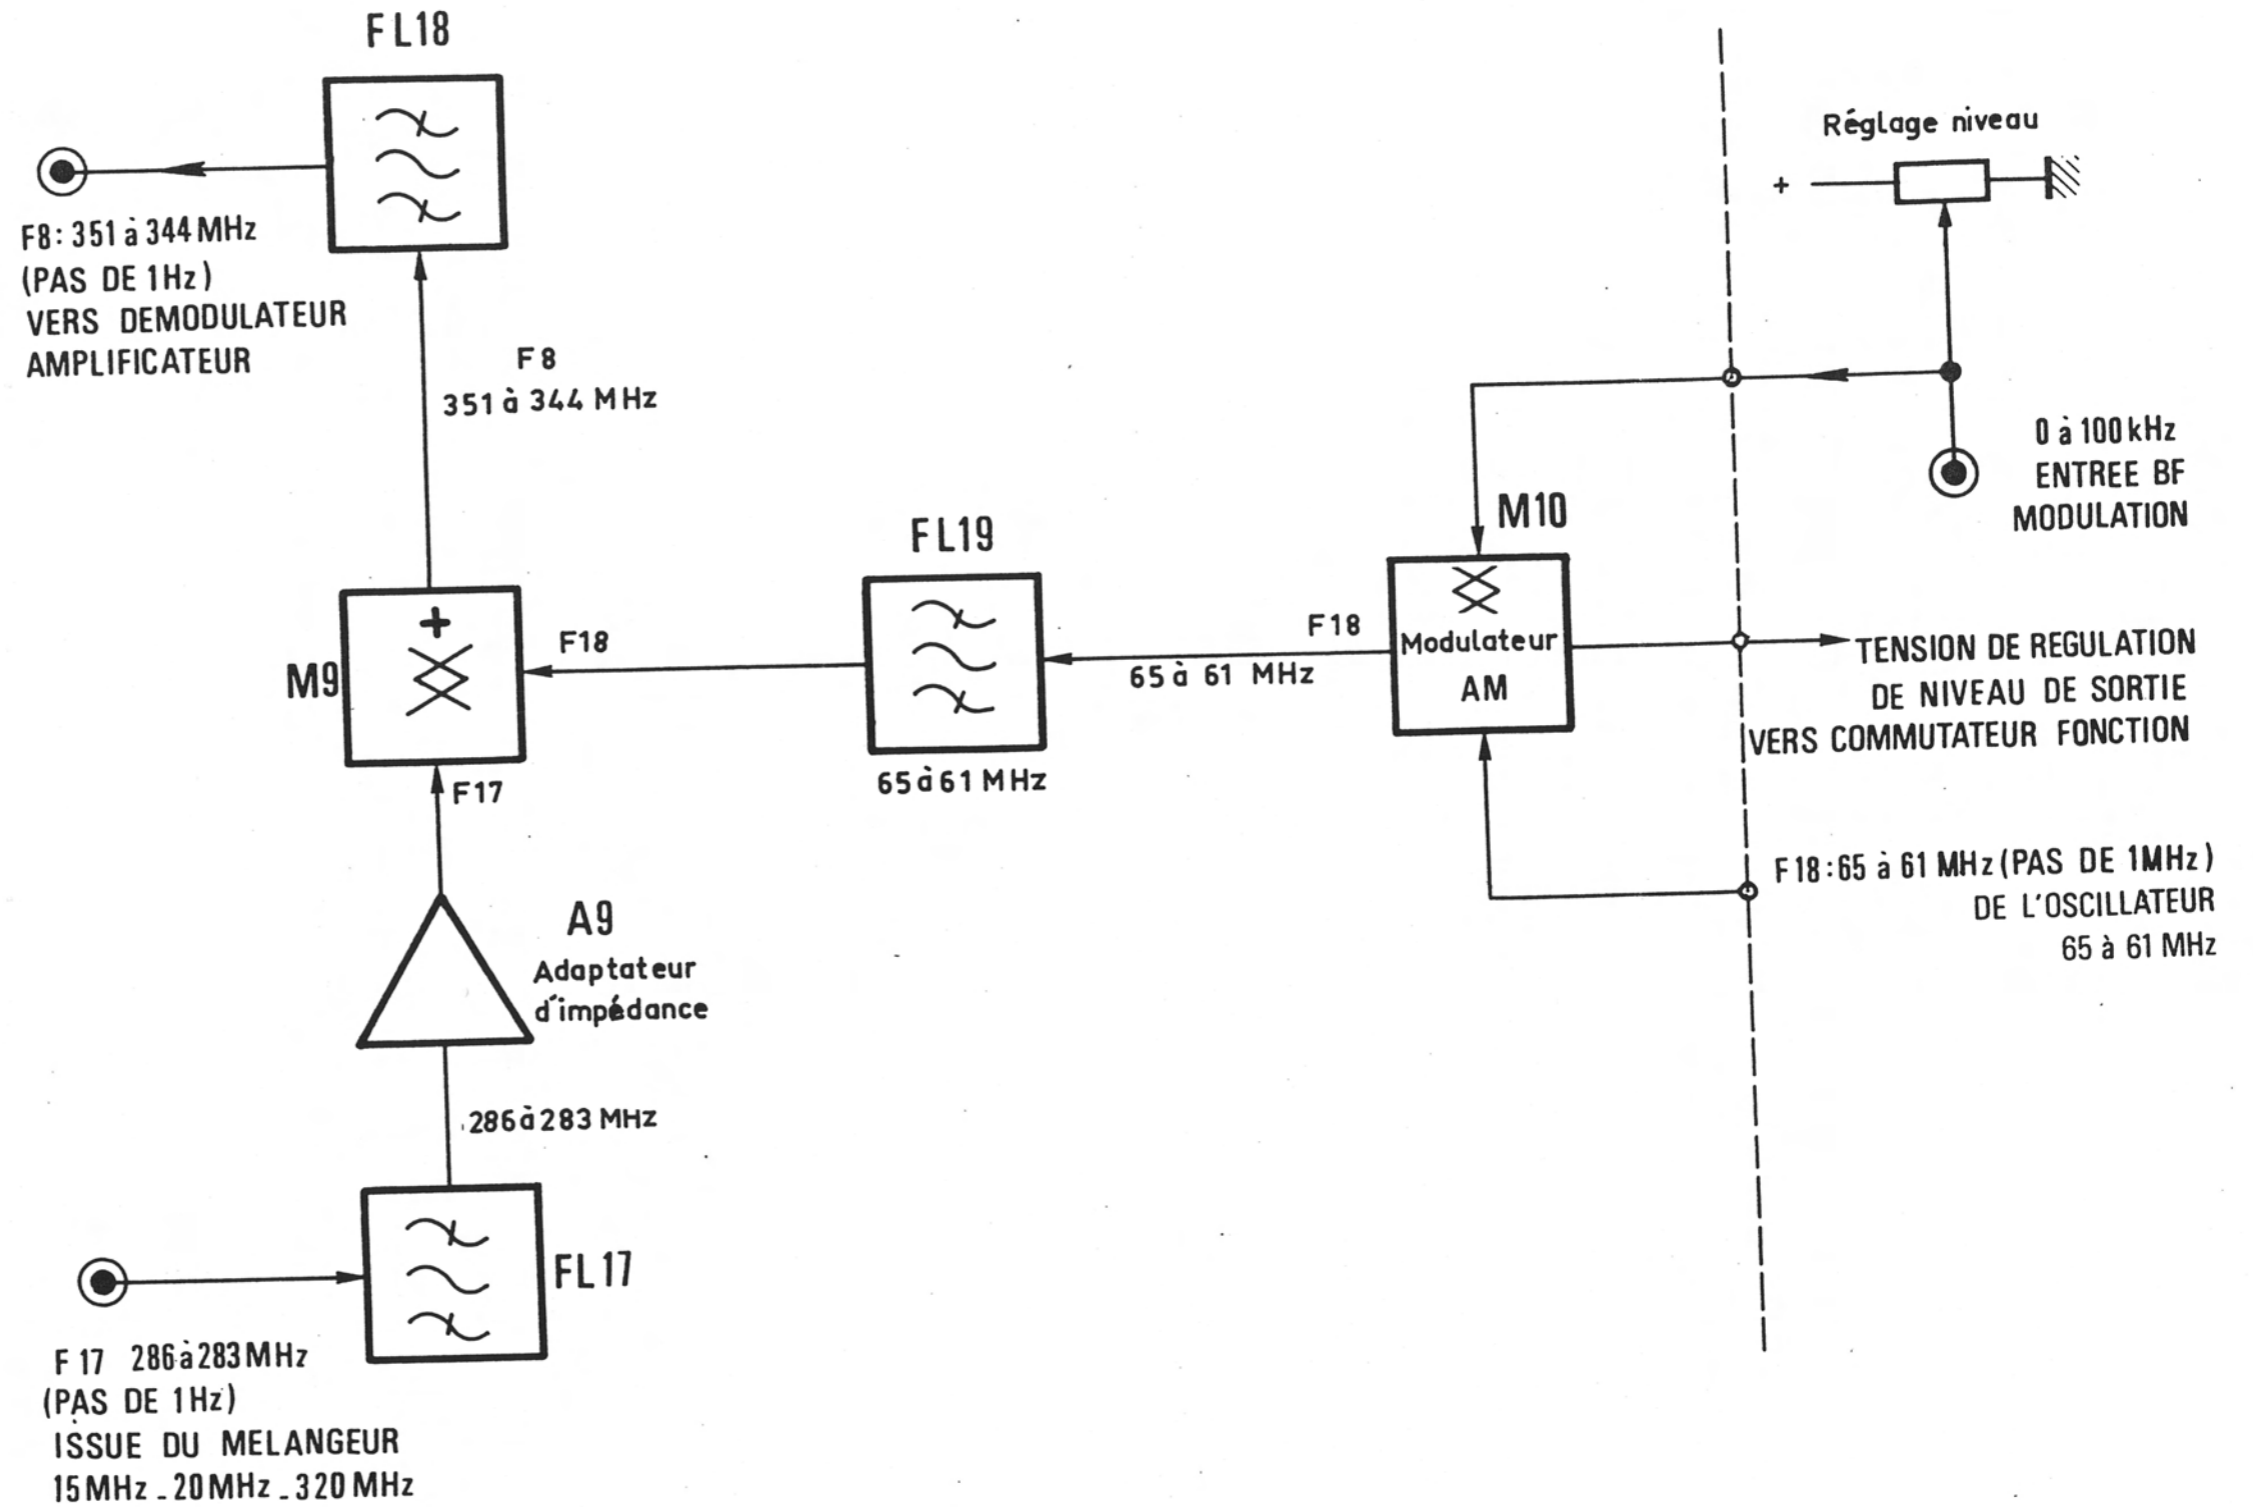 FL18
F8: 351 à 344 MHz
(PAS DE 1Hz)
VERS DEMODULATEUR
AMPLIFICATEUR
F8
351 à 344 MHz
Réglage niveau
+
0 à 100 kHz
ENTREE BF
MODULATION
M10
Modulateur
AM
FL19
65 à 61 MHz
F18
65 à 61 MHz
F18
M9
+
F17
TENSION DE REGULATION
DE NIVEAU DE SORTIE
VERS COMMUTATEUR FONCTION
F18: 65 à 61 MHz (PAS DE 1MHz)
DE L'OSCILLATEUR
65 à 61 MHz
A9
Adaptateur
d'impédance
286 à 283 MHz
FL17
F17 286 à 283 MHz
(PAS DE 1Hz)
ISSUE DU MELANGEUR
15MHz - 20MHz - 320MHz